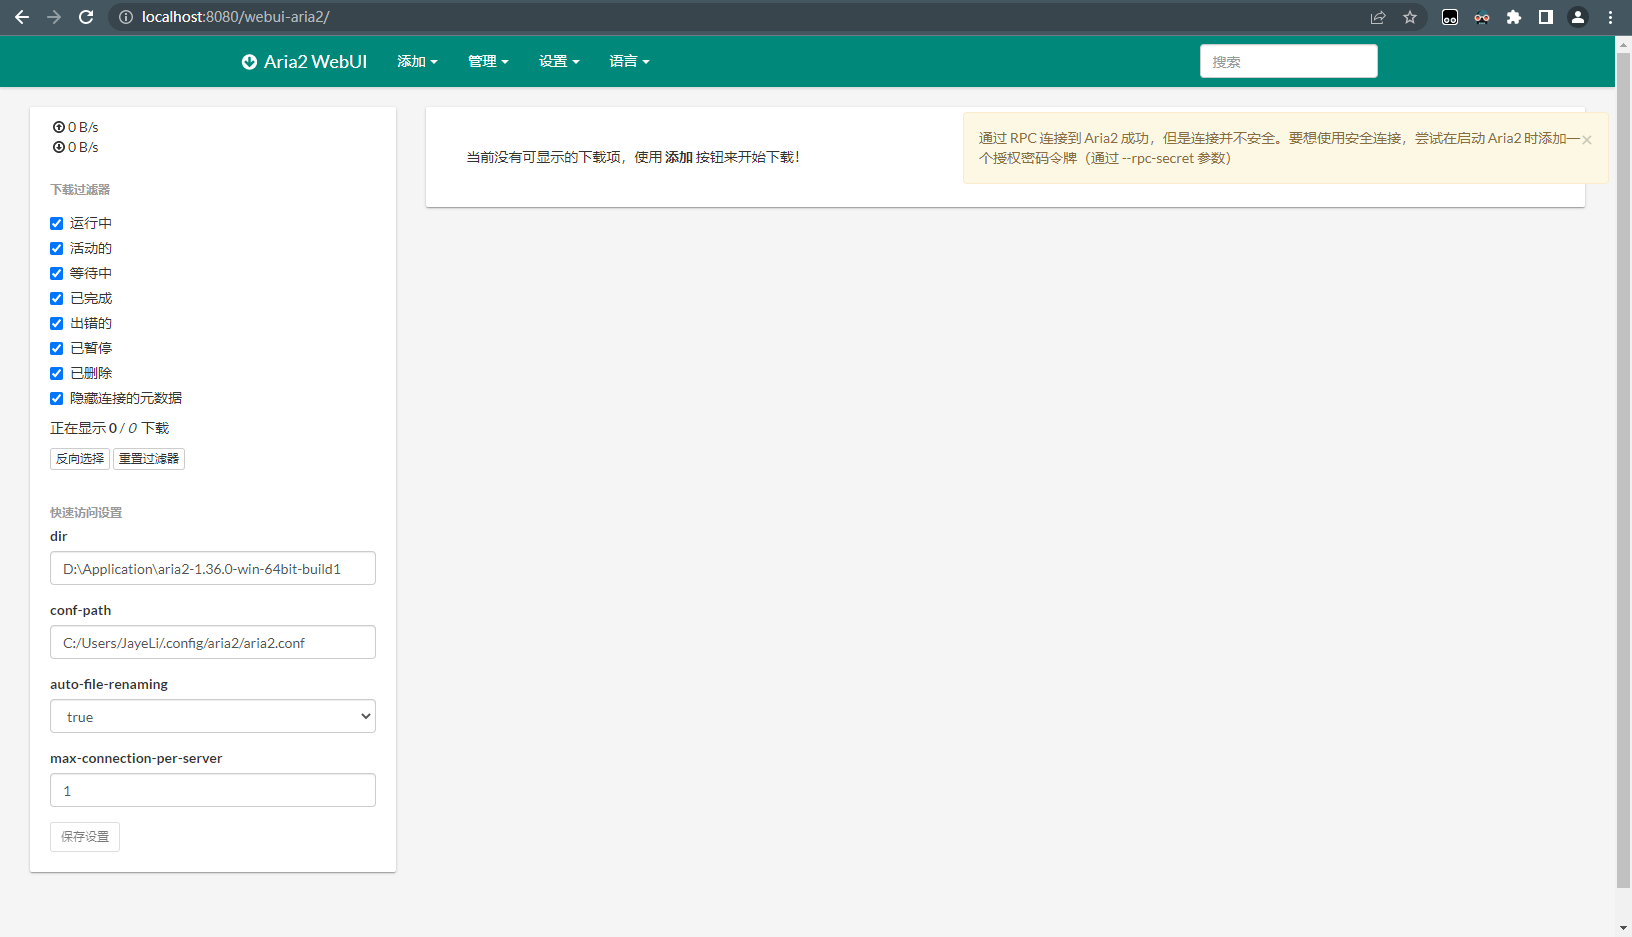 localhost:8080/webui-aria2/
Aria2 WebUI 添加 管理 设置 语言 搜索
0 B/s
0 B/s
下载过滤器
运行中
活动的
等待中
已完成
出错的
已暂停
已删除
隐藏连接的元数据
正在显示 0 / 0 下载
反向选择 重置过滤器
快速访问设置
dir
D:\Application\aria2-1.36.0-win-64bit-build1
conf-path
C:/Users/JayeLi/.config/aria2/aria2.conf
auto-file-renaming
true
max-connection-per-server
1
保存设置
当前没有可显示的下载项，使用 添加 按钮来开始下载！
通过 RPC 连接到 Aria2 成功，但是连接并不安全。要想使用安全连接，尝试在启动 Aria2 时添加一
个授权密码令牌（通过 --rpc-secret 参数）
×